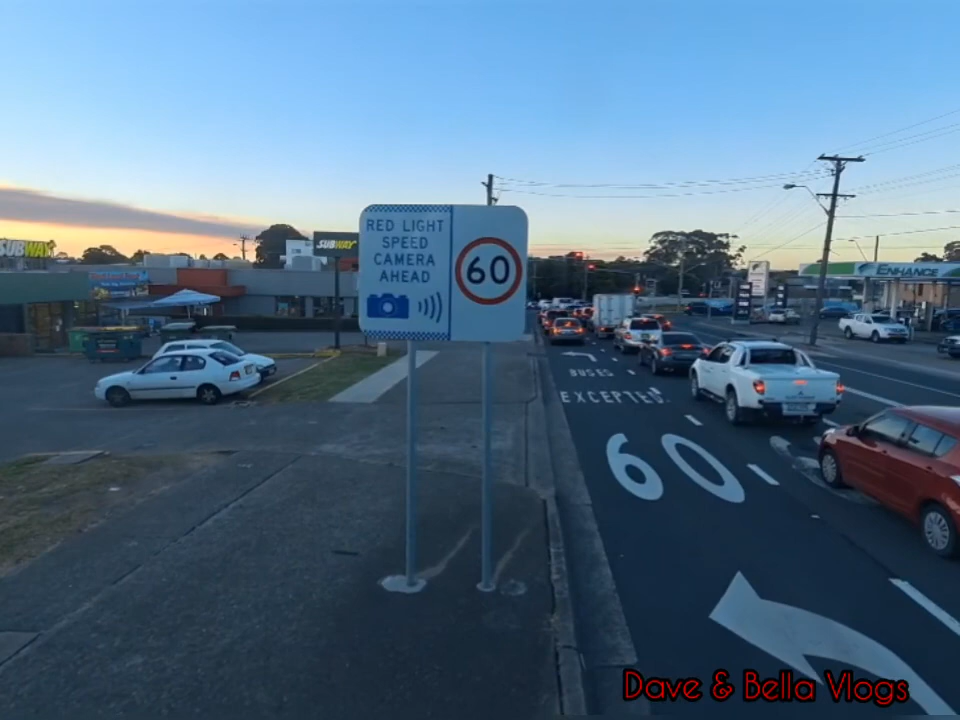 SUBWAY
SUBWAY
RED LIGHT
SPEED
CAMERA
AHEAD
60
ENHANCE
BUSES
EXCEPTED
60
Dave & Bella Vlogs